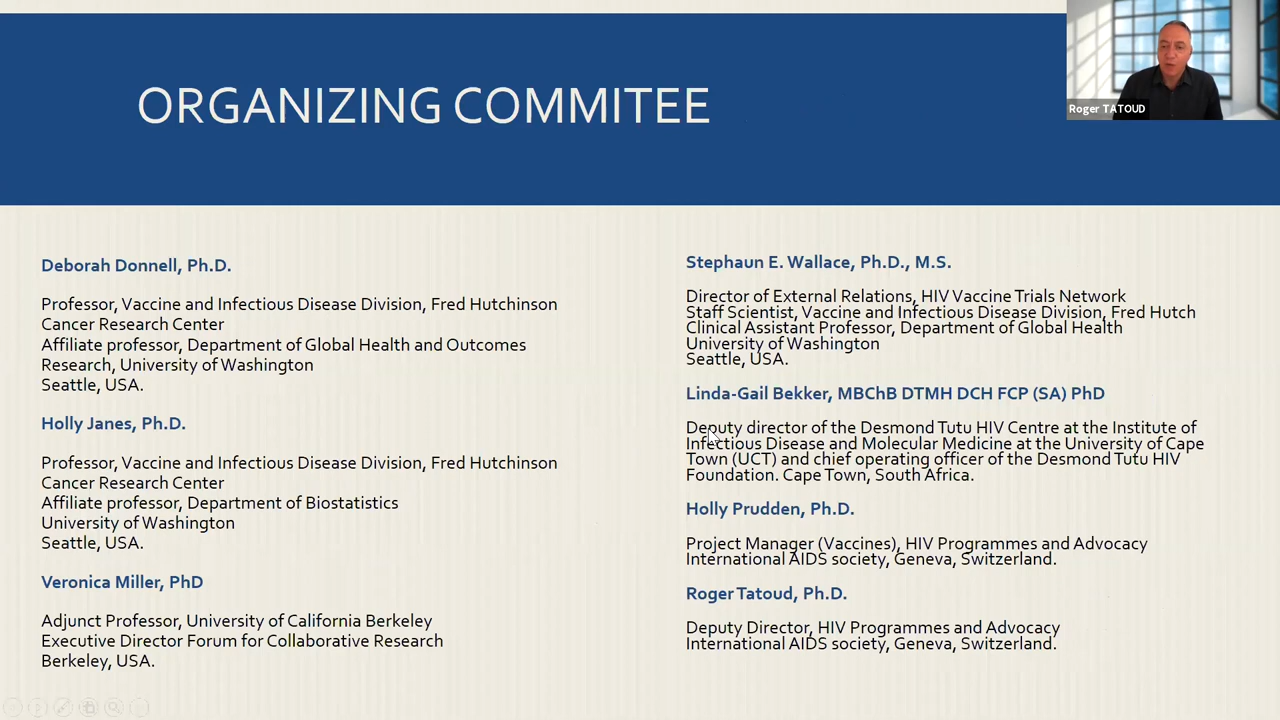 ORGANIZING COMMITEE
Roger TATOUD
Deborah Donnell, Ph.D.
Professor, Vaccine and Infectious Disease Division, Fred Hutchinson
Cancer Research Center
Affiliate professor, Department of Global Health and Outcomes
Research, University of Washington
Seattle, USA.
Holly Janes, Ph.D.
Professor, Vaccine and Infectious Disease Division, Fred Hutchinson
Cancer Research Center
Affiliate professor, Department of Biostatistics
University of Washington
Seattle, USA.
Veronica Miller, PhD
Adjunct Professor, University of California Berkeley
Executive Director Forum for Collaborative Research
Berkeley, USA.
Stephaun E. Wallace, Ph.D., M.S.
Director of External Relations, HIV Vaccine Trials Network
Staff Scientist, Vaccine and Infectious Disease Division, Fred Hutch
Clinical Assistant Professor, Department of Global Health
University of Washington
Seattle, USA.
Linda-Gail Bekker, MBChB DTMH DCH FCP (SA) PhD
Deputy director of the Desmond Tutu HIV Centre at the Institute of
Infectious Disease and Molecular Medicine at the University of Cape
Town (UCT) and chief operating officer of the Desmond Tutu HIV
Foundation. Cape Town, South Africa.
Holly Prudden, Ph.D.
Project Manager (Vaccines), HIV Programmes and Advocacy
International AIDS society, Geneva, Switzerland.
Roger Tatoud, Ph.D.
Deputy Director, HIV Programmes and Advocacy
International AIDS society, Geneva, Switzerland.